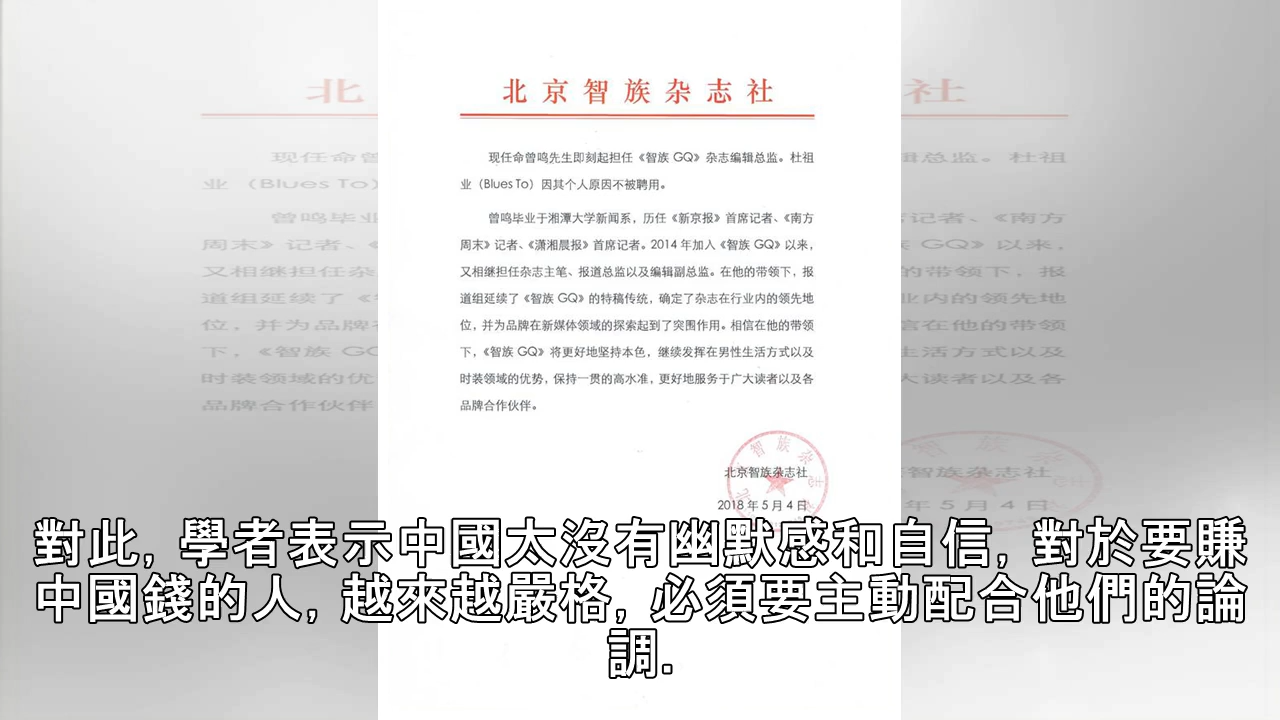 北京智族杂志社
现任命曾鸣先生即刻起担任《智族 GQ》杂志编辑总监。杜祖
业（Blues To）因其个人原因不被聘用。
曾鸣毕业于湘潭大学新闻系，历任《新京报》首席记者、《南方
周末》记者、《潇湘晨报》首席记者。2014 年加入《智族 GQ》以来，
又相继担任杂志主笔、报道总监以及编辑副总监。在他的带领下，报
道组延续了《智族 GQ》的特稿传统，确定了杂志在行业内的领先地
位，并为品牌在新媒体领域的探索起到了突围作用。相信在他的带领
下，《智族 GQ》将更好地坚持本色，继续发挥在男性生活方式以及
时装领域的优势，保持一贯的高水准，更好地服务于广大读者以及各
品牌合作伙伴。
北京智族杂志社
2018 年 5 月 4 日
對此, 學者表示中國太沒有幽默感和自信, 對於要賺
中國錢的人, 越來越嚴格, 必須要主動配合他們的論
調.